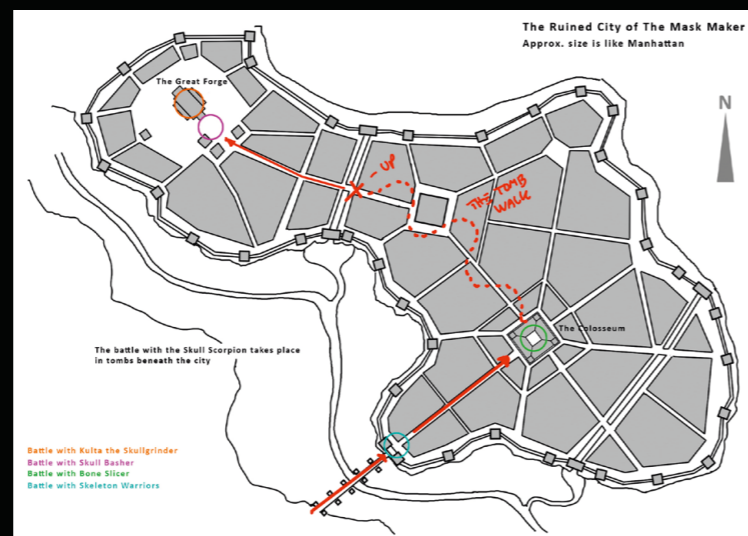 The Ruined City of The Mask Maker
Approx. size is like Manhattan
The Great Forge
N
- UP
THE TOMB
WALK
The Colosseum
The battle with the Skull Scorpion takes place
in tombs beneath the city
Battle with Kulta the Skullgrinder
Battle with Skull Basher
Battle with Bone Slicer
Battle with Skeleton Warriors